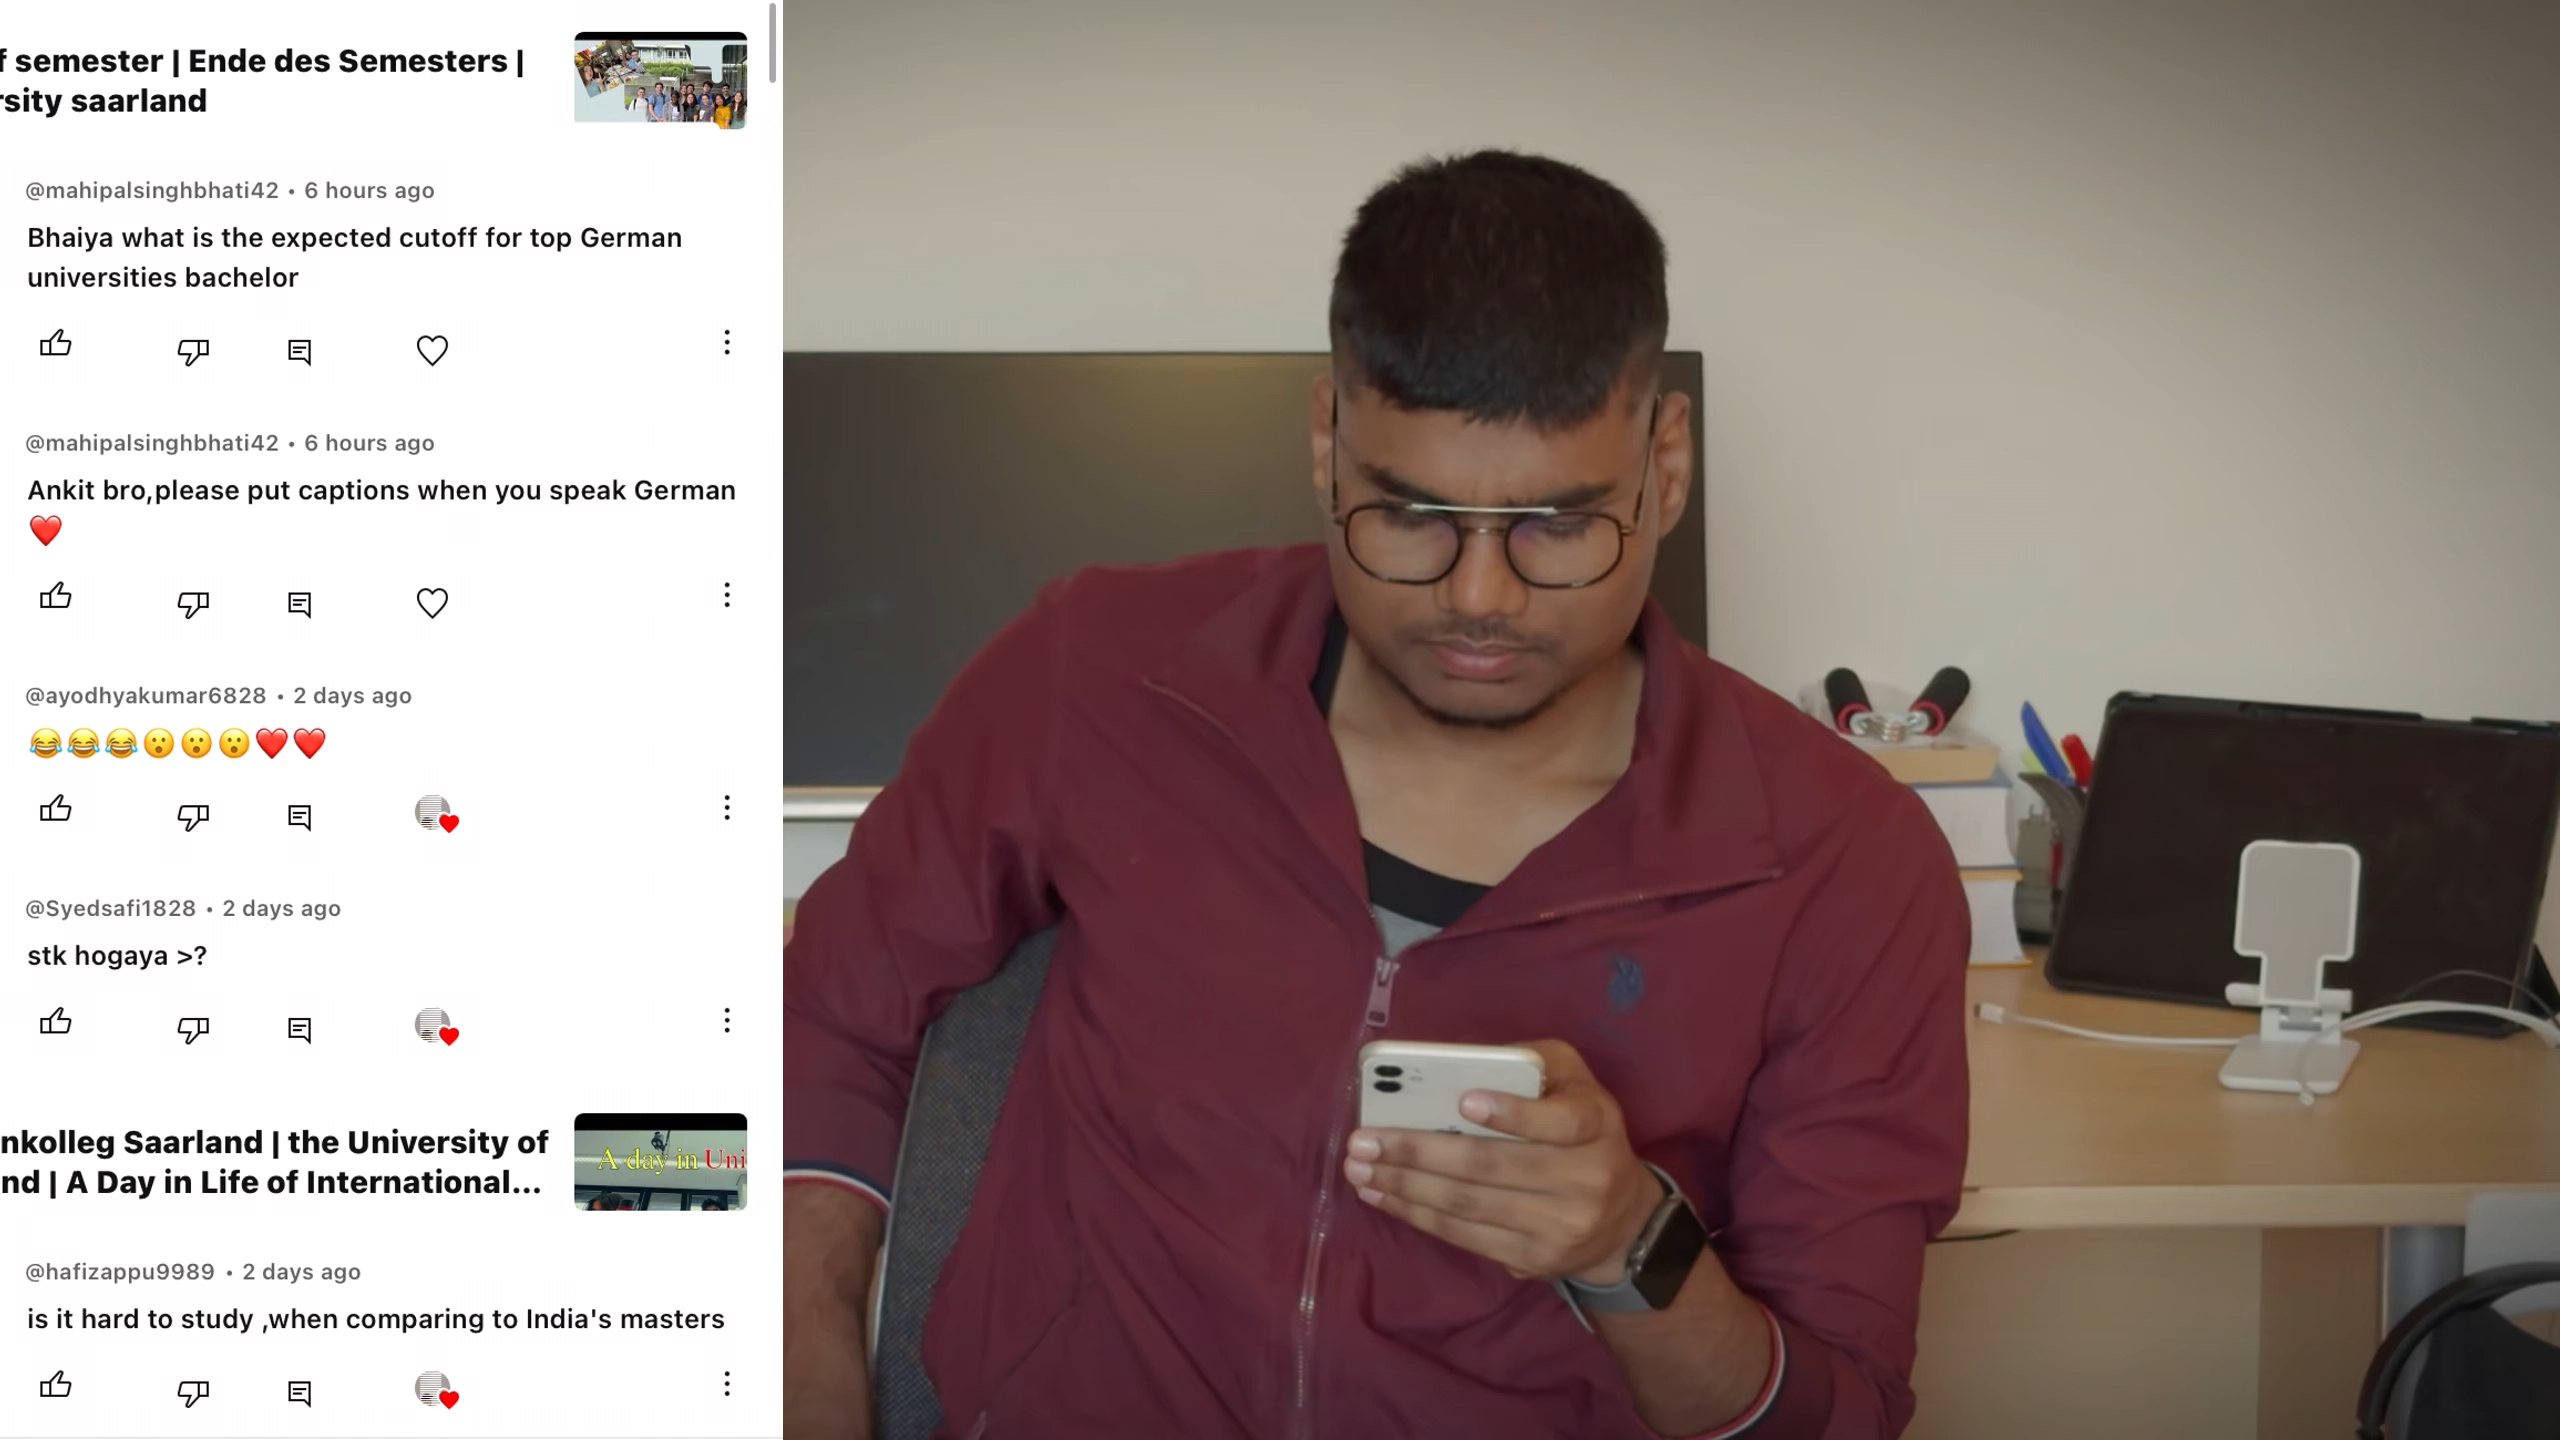 f semester | Ende des Semesters |
rsity saarland
@mahipalsinghbhati42 • 6 hours ago
Bhaiya what is the expected cutoff for top German
universities bachelor
@mahipalsinghbhati42 • 6 hours ago
Ankit bro,please put captions when you speak German
❤️
@ayodhyakumar6828 • 2 days ago
😂😂😂😮😮😮❤️❤️
@Syedsafi1828 • 2 days ago
stk hogaya >?
nkolleg Saarland | the University of
nd | A Day in Life of International...
A day in Uni
@hafizappu9989 • 2 days ago
is it hard to study ,when comparing to India's masters